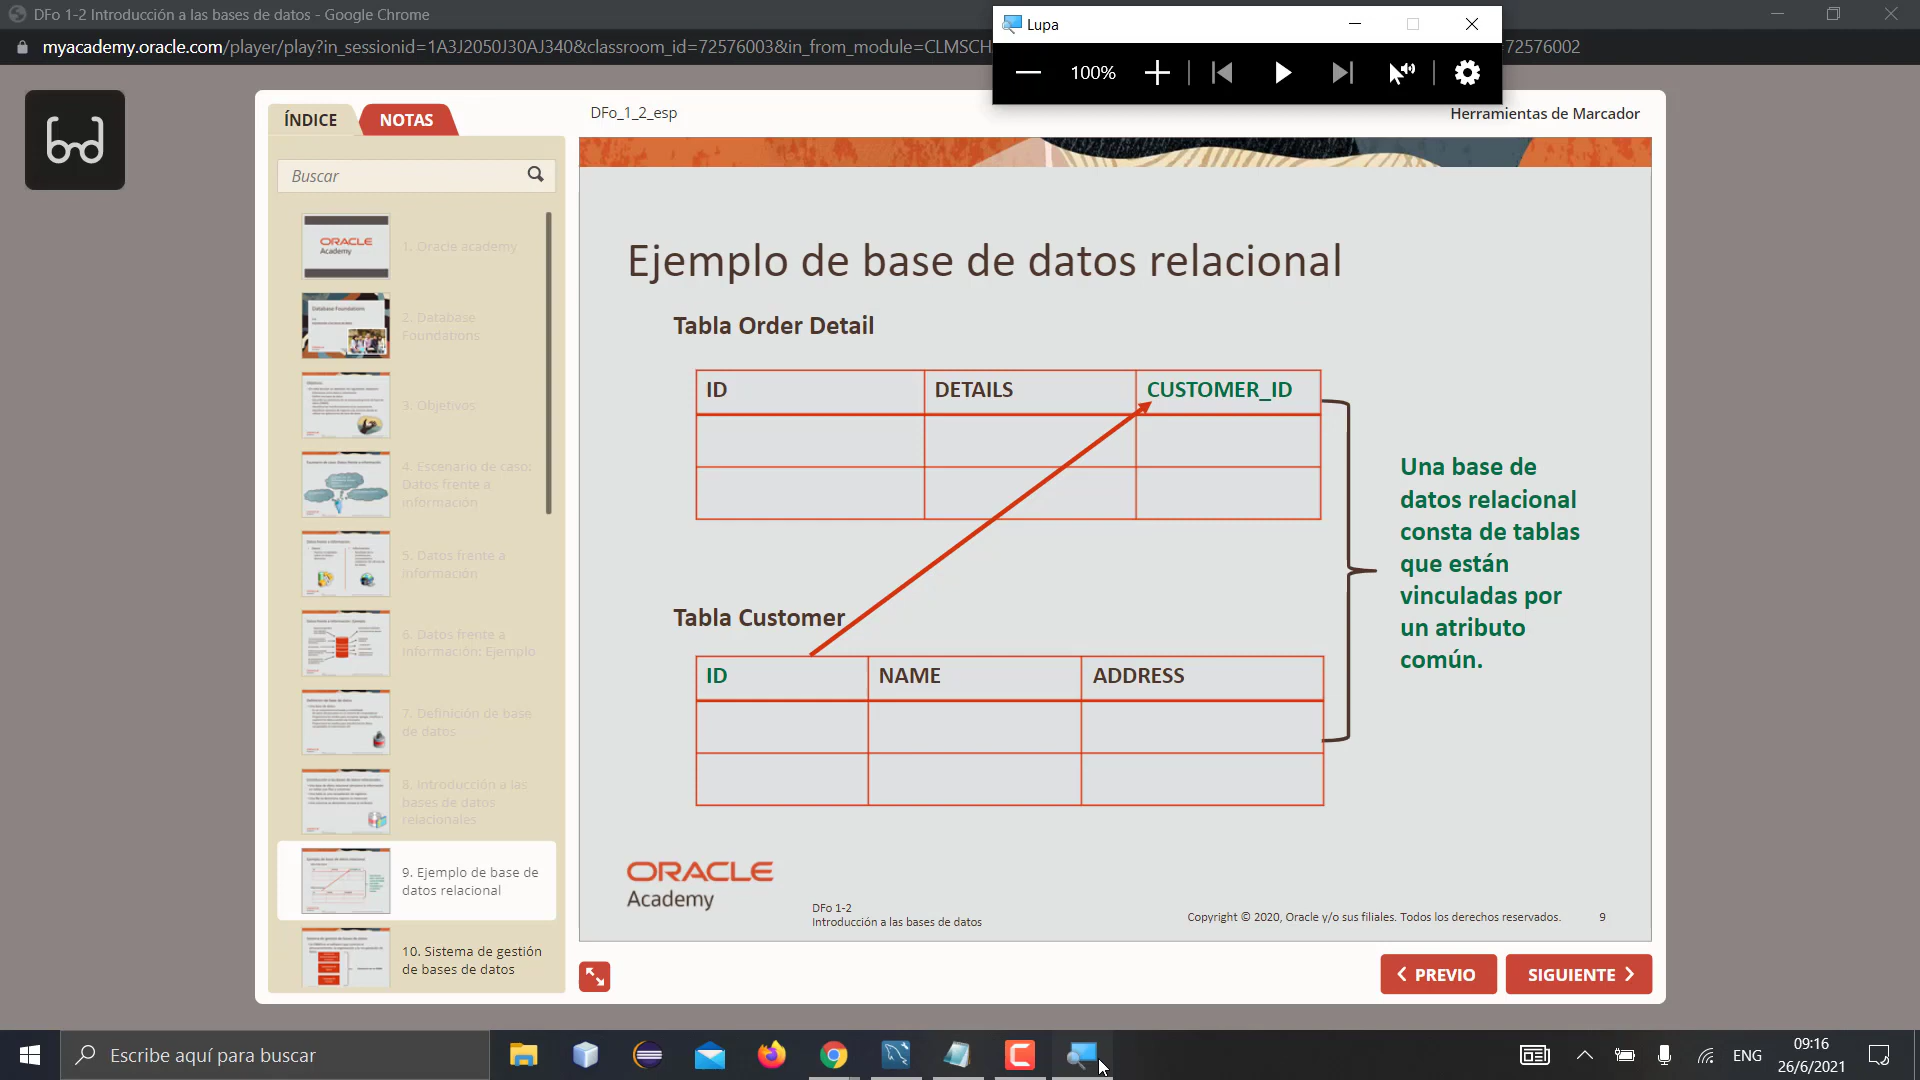 DFo 1-2 Introducción a las bases de datos - Google Chrome
myacademy.oracle.com/player/play?in_sessionid=1A3J2050J30AJ340&classroom_id=72576003&in_from_module=CLMSCH
72576002
Lupa
100%
ÍNDICE
NOTAS
DFo_1_2_esp
Herramientas de Marcador
Buscar
ORACLE
Academy
1. Oracle academy
Database Foundations
2. Database
Foundations
3. Objetivos
4. Escenario de caso:
Datos frente a
información
5. Datos frente a
información
6. Datos frente a
información: Ejemplo
7. Definición de base
de datos
8. Introducción a las
bases de datos
relacionales
9. Ejemplo de base de
datos relacional
10. Sistema de gestión
de bases de datos
Ejemplo de base de datos relacional
Tabla Order Detail
ID DETAILS CUSTOMER_ID
Tabla Customer
ID NAME ADDRESS
Una base de
datos relacional
consta de tablas
que están
vinculadas por
un atributo
común.
ORACLE
Academy
DFo 1-2
Introducción a las bases de datos
Copyright © 2020, Oracle y/o sus filiales. Todos los derechos reservados.
9
PREVIO
SIGUIENTE
Escribe aquí para buscar
ENG
09:16
26/6/2021